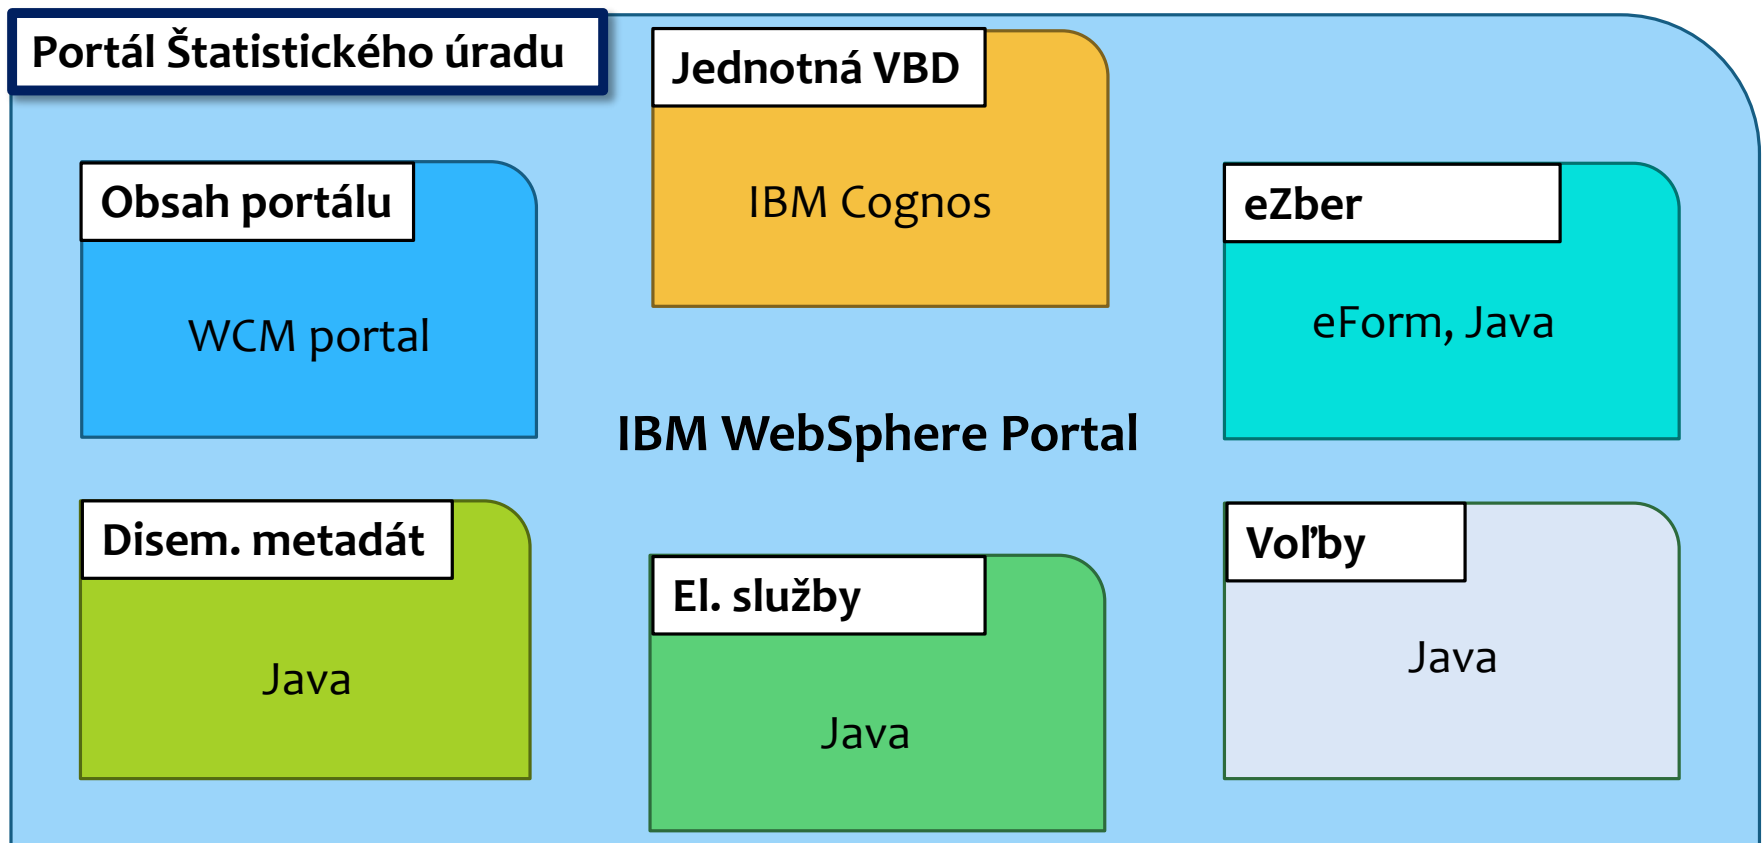 Portál Štatistického úradu
Jednotná VBD
IBM Cognos
Obsah portálu
WCM portal
eZber
eForm, Java
IBM WebSphere Portal
Disem. metadát
Java
El. služby
Java
Voľby
Java